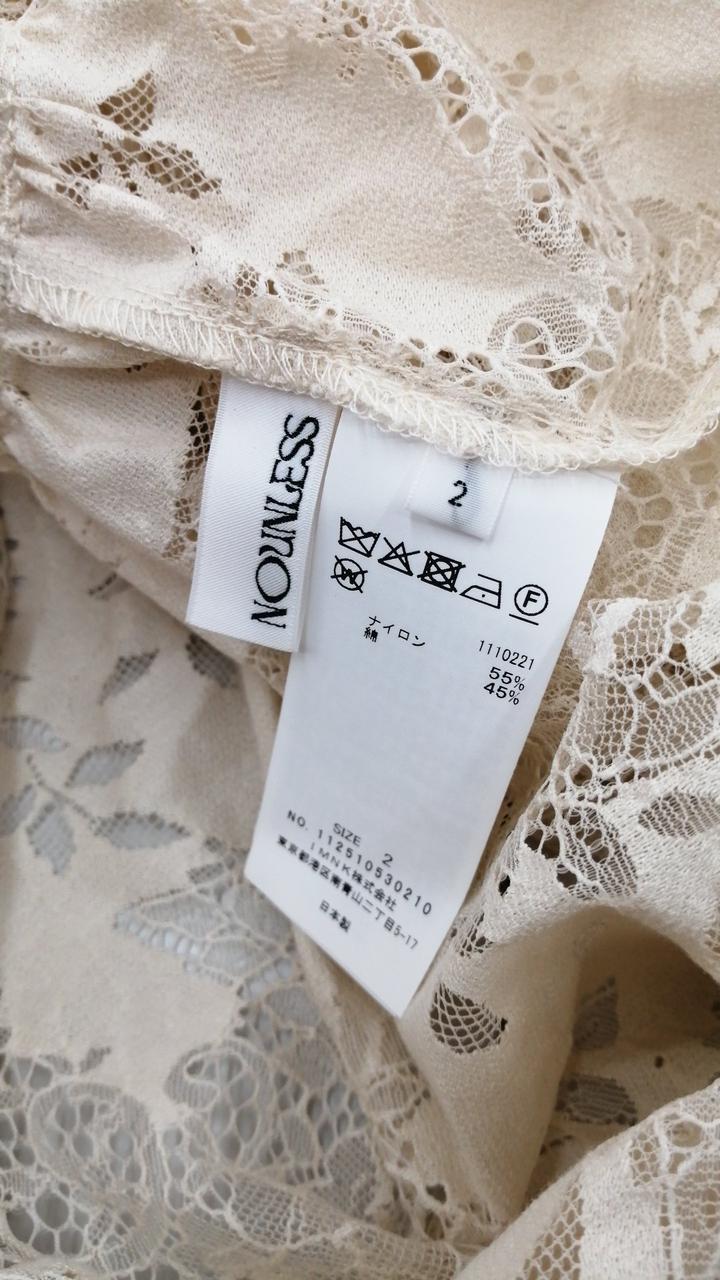 NOUNLESS
2
F
W
1110221
ナイロン 55%
綿 45%
SIZE 2
NO. 112510530210
IMNK株式会社
東京都港区南青山二丁目5-17
日本製